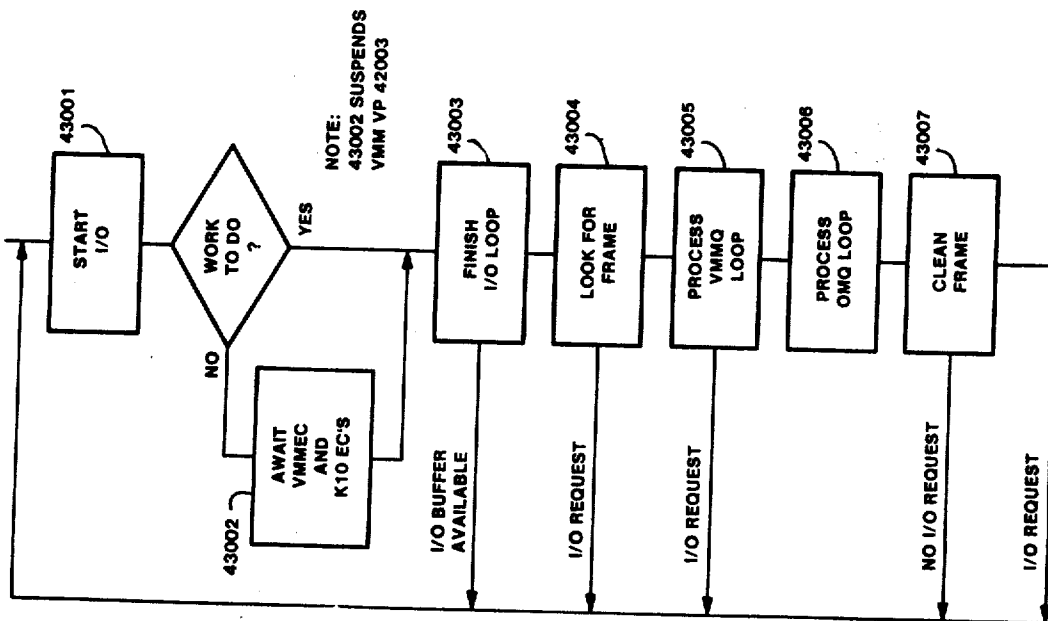 43001
START
I/O
WORK
TO DO
?
NO
YES
NOTE:
43002 SUSPENDS
VMM VP 42003
AWAIT
VMMEC
AND
K10 EC'S
43002
43003
FINISH
I/O LOOP
I/O BUFFER
AVAILABLE
43004
LOOK FOR
FRAME
I/O REQUEST
43005
PROCESS
VMMQ
LOOP
I/O REQUEST
43006
PROCESS
OMQ LOOP
43007
CLEAN
FRAME
NO I/O REQUEST
I/O REQUEST